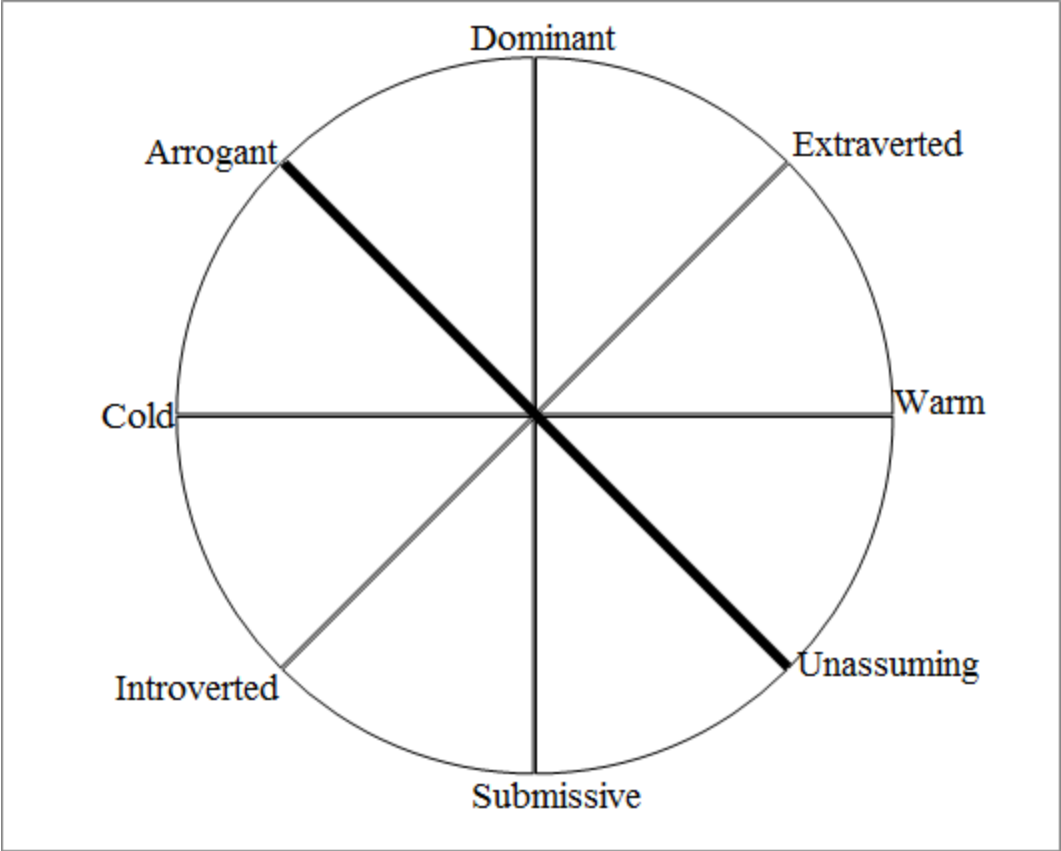 Dominant
Extraverted
Arrogant
Warm
Cold
Unassuming
Introverted
Submissive